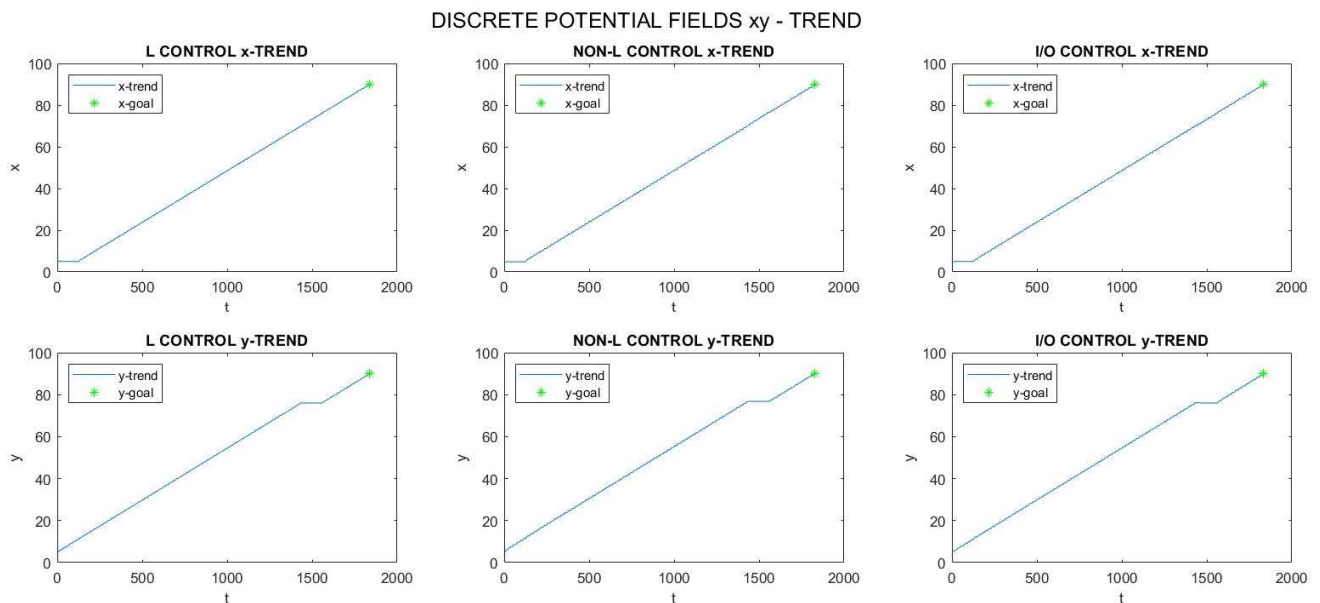 DISCRETE POTENTIAL FIELDS xy - TREND
L CONTROL x-TREND
100
80
60
40
20
0
x
x-trend
x-goal
0 500 1000 1500 2000
t
NON-L CONTROL x-TREND
100
80
60
40
20
0
x
x-trend
x-goal
0 500 1000 1500 2000
t
I/O CONTROL x-TREND
100
80
60
40
20
0
x
x-trend
x-goal
0 500 1000 1500 2000
t
L CONTROL y-TREND
100
80
60
40
20
0
y
y-trend
y-goal
0 500 1000 1500 2000
t
NON-L CONTROL y-TREND
100
80
60
40
20
0
y
y-trend
y-goal
0 500 1000 1500 2000
t
I/O CONTROL y-TREND
100
80
60
40
20
0
y
y-trend
y-goal
0 500 1000 1500 2000
t